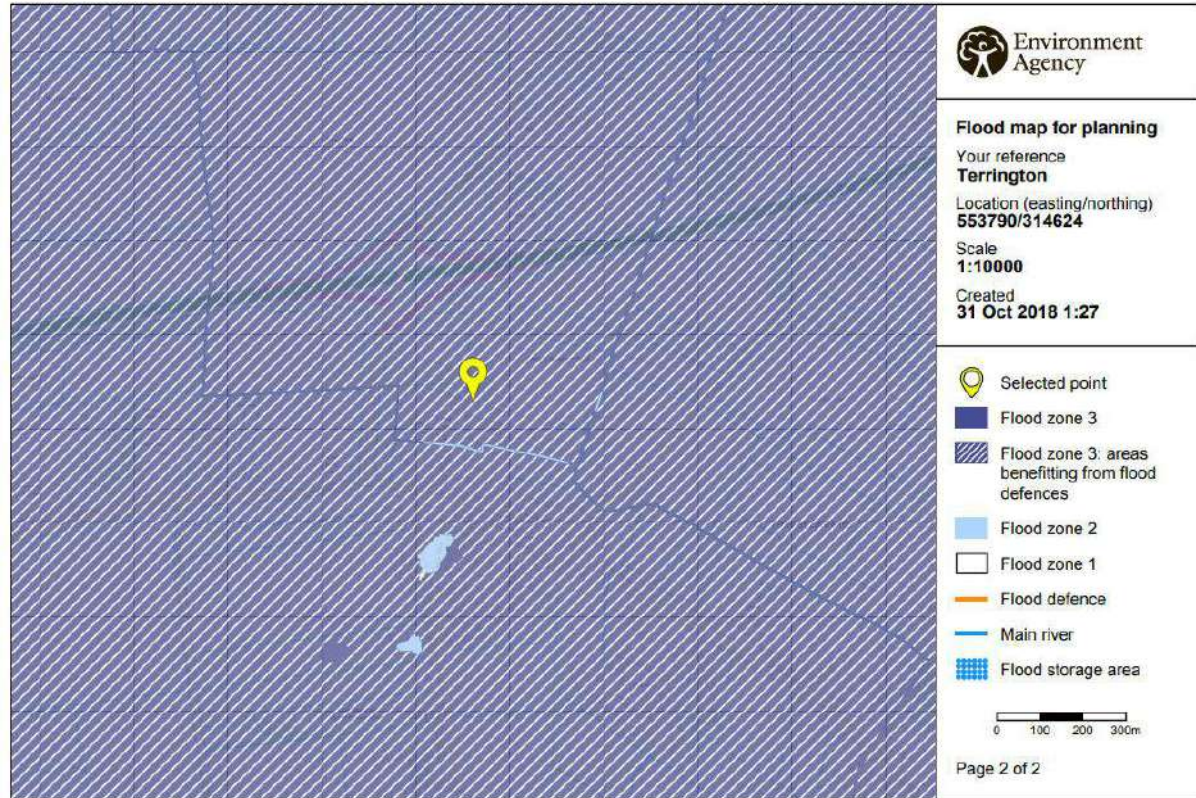 Environment
Agency
Flood map for planning
Your reference
Terrington
Location (easting/northing)
553790/314624
Scale
1:10000
Created
31 Oct 2018 1:27
Selected point
Flood zone 3
Flood zone 3: areas
benefitting from flood
defences
Flood zone 2
Flood zone 1
Flood defence
Main river
Flood storage area
0 100 200 300m
Page 2 of 2